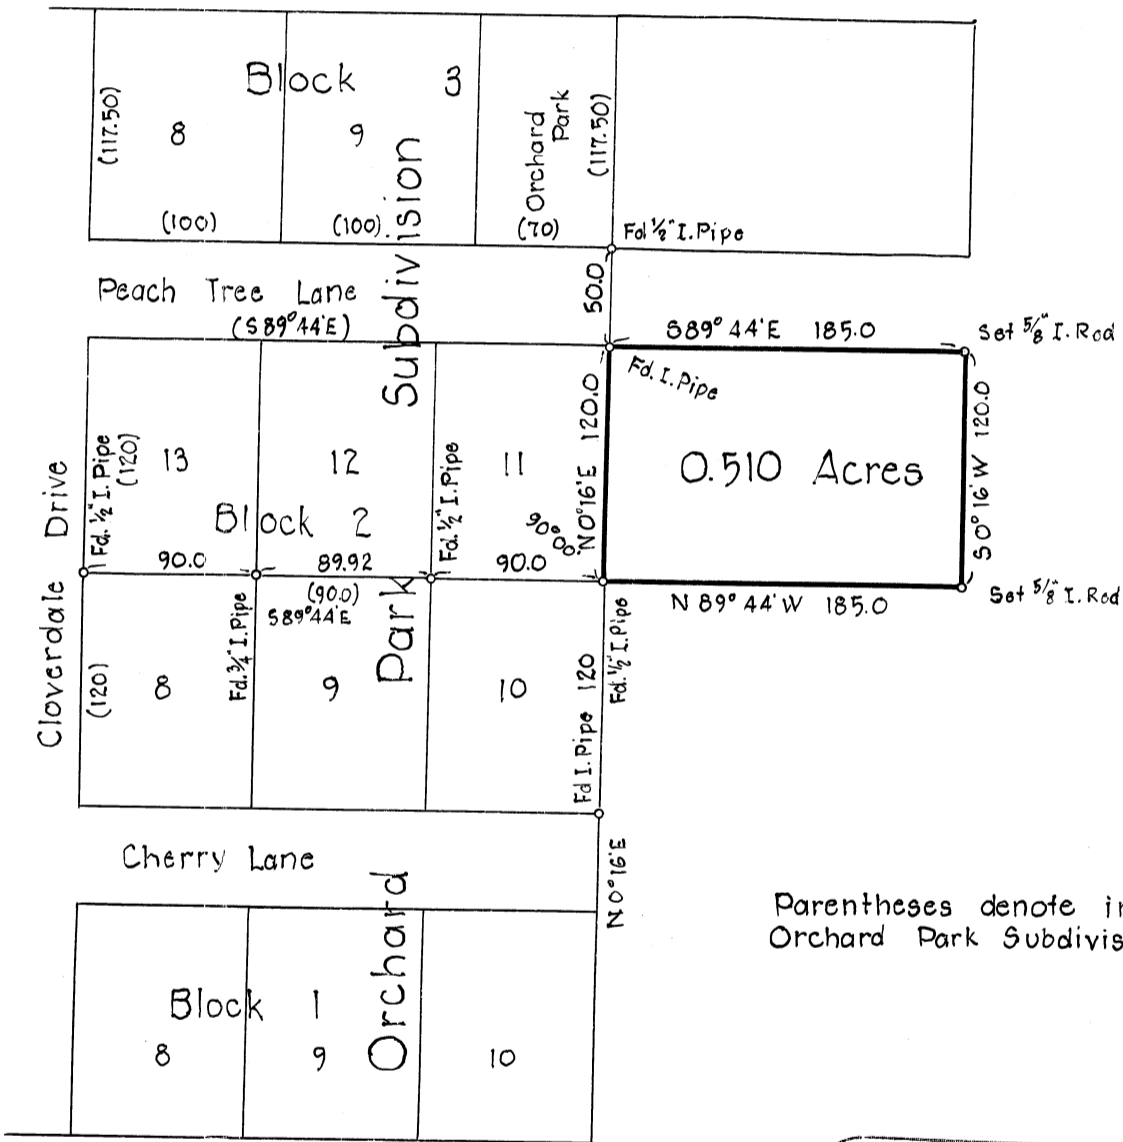 Block 3
(117.50)
8
9
Orchard
Park
(117.50)
(100)
(100).
(70)
Fd ½" I.Pipe
Peach Tree Lane
(S89°44'E)
50.0
S89°44'E 185.0
Set 5/8" I. Rod
Fd. I. Pipe
N0°16'E 120.0
0.510 Acres
S0°16'W 120.0
Cloverdale Drive
Fd. ½" I.Pipe
(120)
13
12
Fd. ½" I.Pipe
11
Block 2
90°00'
90.0
89.92
90.0
(90.0)
S89°44'E
N 89°44'W 185.0
Set 5/8" I. Rod
(120)
8
Fd. ¾" I.Pipe
9
10
Fd I. Pipe 120
Fd. ½" I.Pipe
Cherry Lane
N0°16'E
Orchard Park Subdivision
Block 1
8
9
10
Parentheses denote
Orchard Park